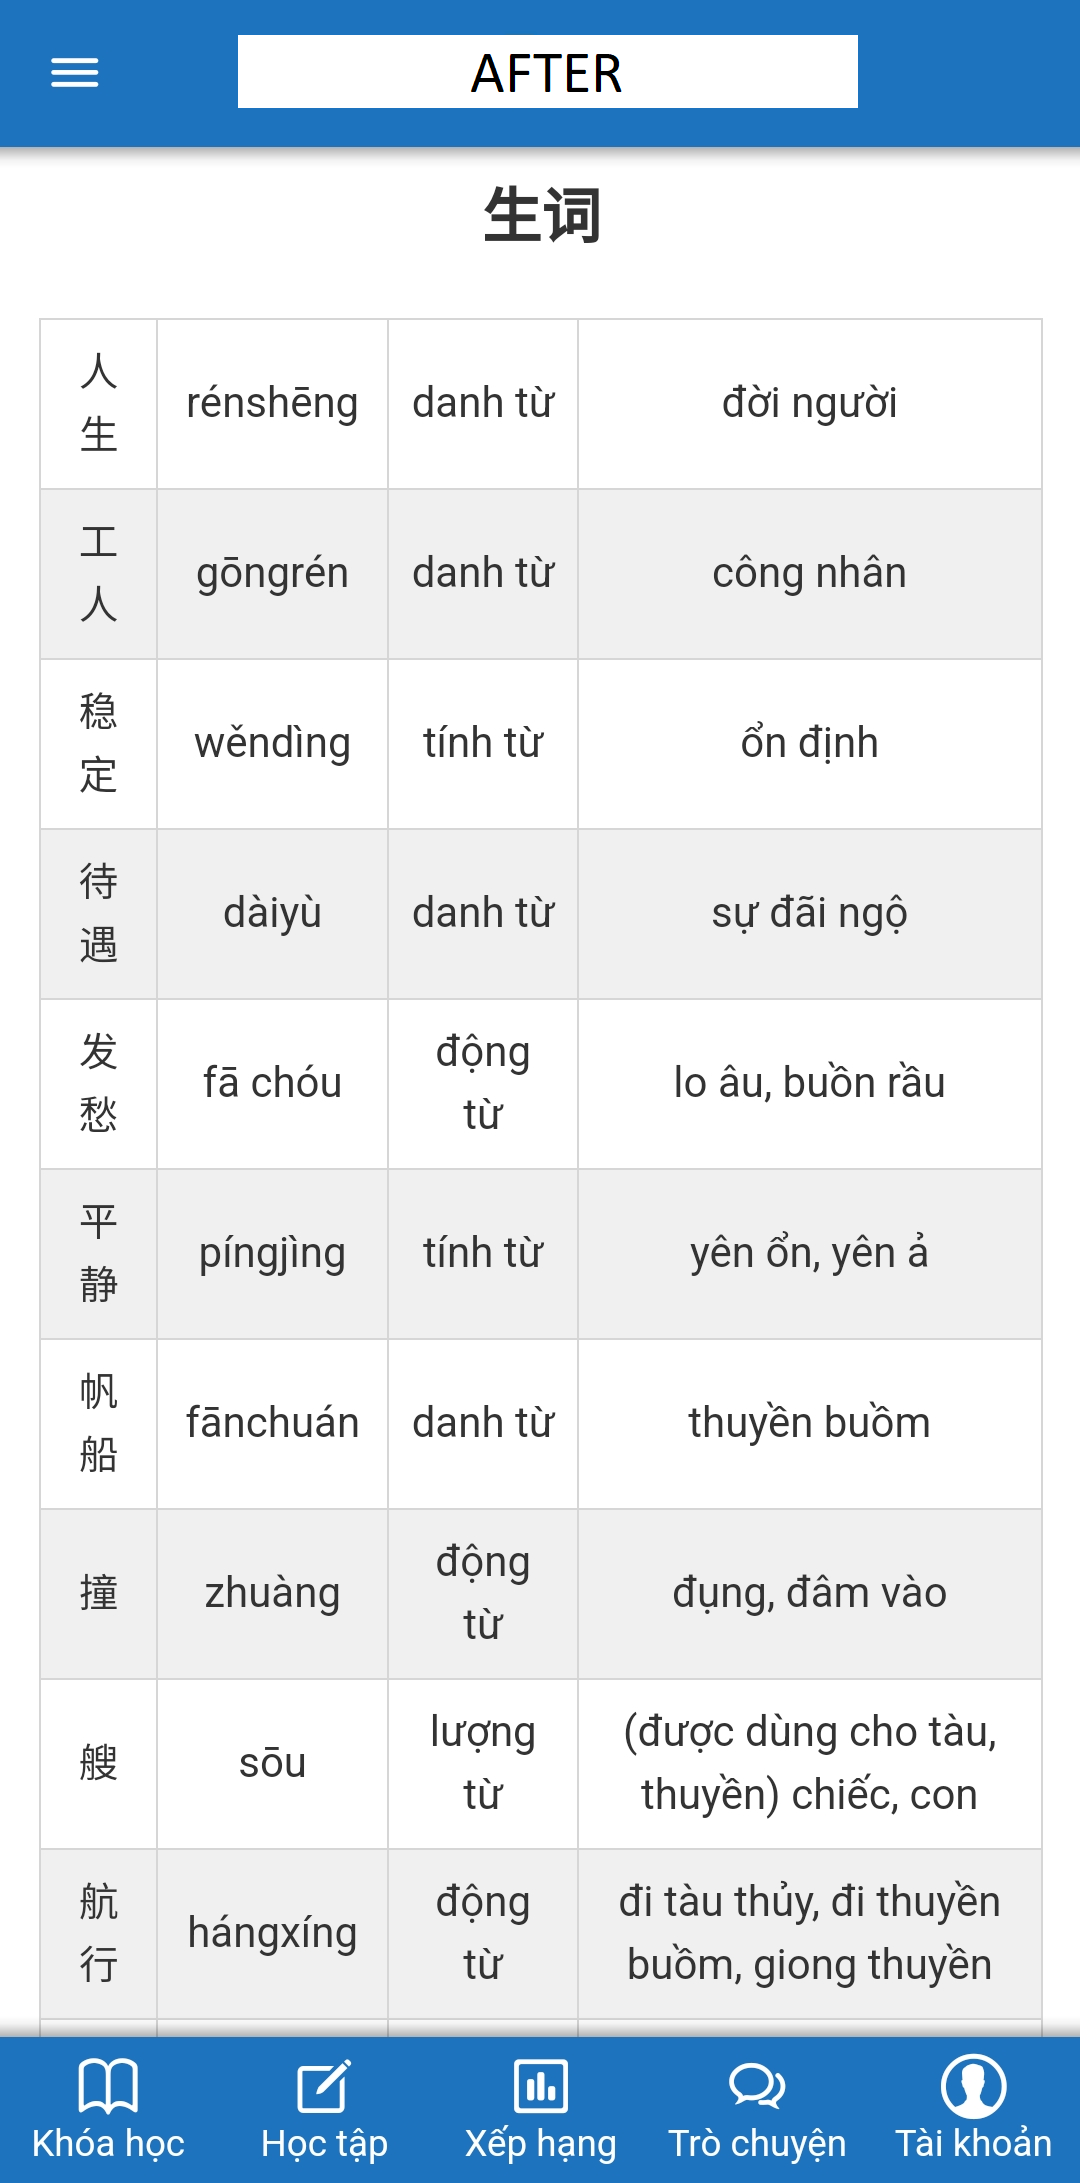 AFTER
生词
人生 rénshēng danh từ đời người
工人 gōngrén danh từ công nhân
稳定 wěndìng tính từ ổn định
待遇 dàiyù danh từ sự đãi ngộ
发愁 fā chóu động từ lo âu, buồn rầu
平静 píngjìng tính từ yên ổn, yên ả
帆船 fānchuán danh từ thuyền buồm
撞 zhuàng động từ đụng, đâm vào
艘 sōu lượng từ (được dùng cho tàu, thuyền) chiếc, con
航行 hángxíng động từ đi tàu thủy, đi thuyền buồm, giong thuyền
Khóa học Học tập Xếp hạng Trò chuyện Tài khoản